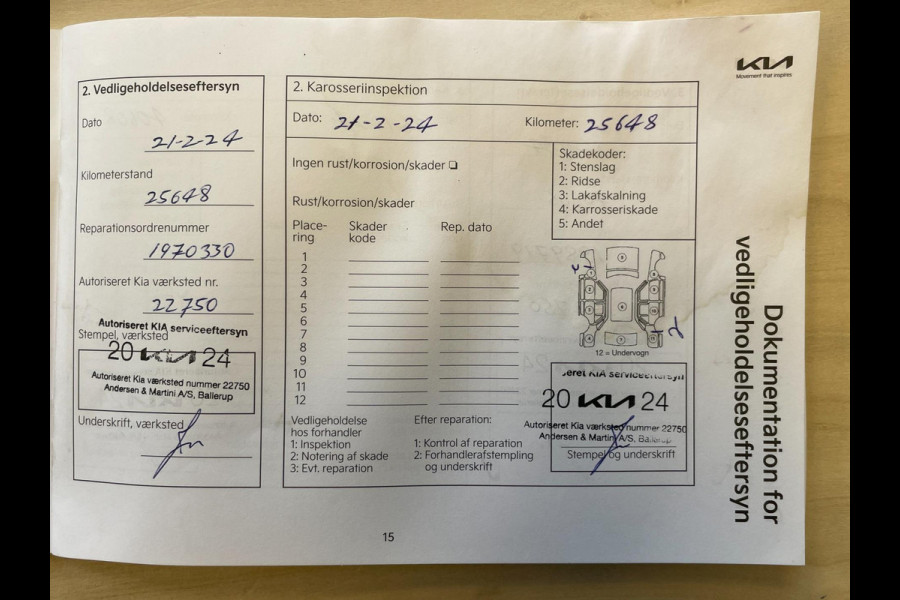 KIA
Movement that inspires
Dokumentation for
vedligeholdelseseftersyn
2. Vedligeholdelseseftersyn
Dato
21-2-24
Kilometerstand
25648
Reparationsordrenummer
1970330
Autoriseret Kia værksted nr.
22750
Autoriseret KIA serviceeftersyn
Stempel, værksted
20 KIA 24
Autoriseret Kia værksted nummer 22750
Andersen & Martini A/S, Ballerup
Underskrift, værksted
2. Karosseriinspektion
Dato: 21-2-24
Kilometer: 25648
Ingen rust/korrosion/skader
Rust/korrosion/skader
Place-
ring
Skader
kode
Rep. dato
1
2
3
4
5
6
7
8
9
10
11
12
Skadekoder:
1: Stenslag
2: Ridse
3: Lakafskalning
4: Karrosseriskade
5: Andet
12 = Undervogn
Vedligeholdelse
hos forhandler
1: Inspektion
2: Notering af skade
3: Evt. reparation
Efter reparation:
1: Kontrol af reparation
2: Forhandlerafstempling
og underskrift
seret KIA serviceeftersyn
20 KIA 24
Autoriseret Kia værksted nummer 22750
Andersen & Martini A/S, Ballerup
Stempel og underskrift
15